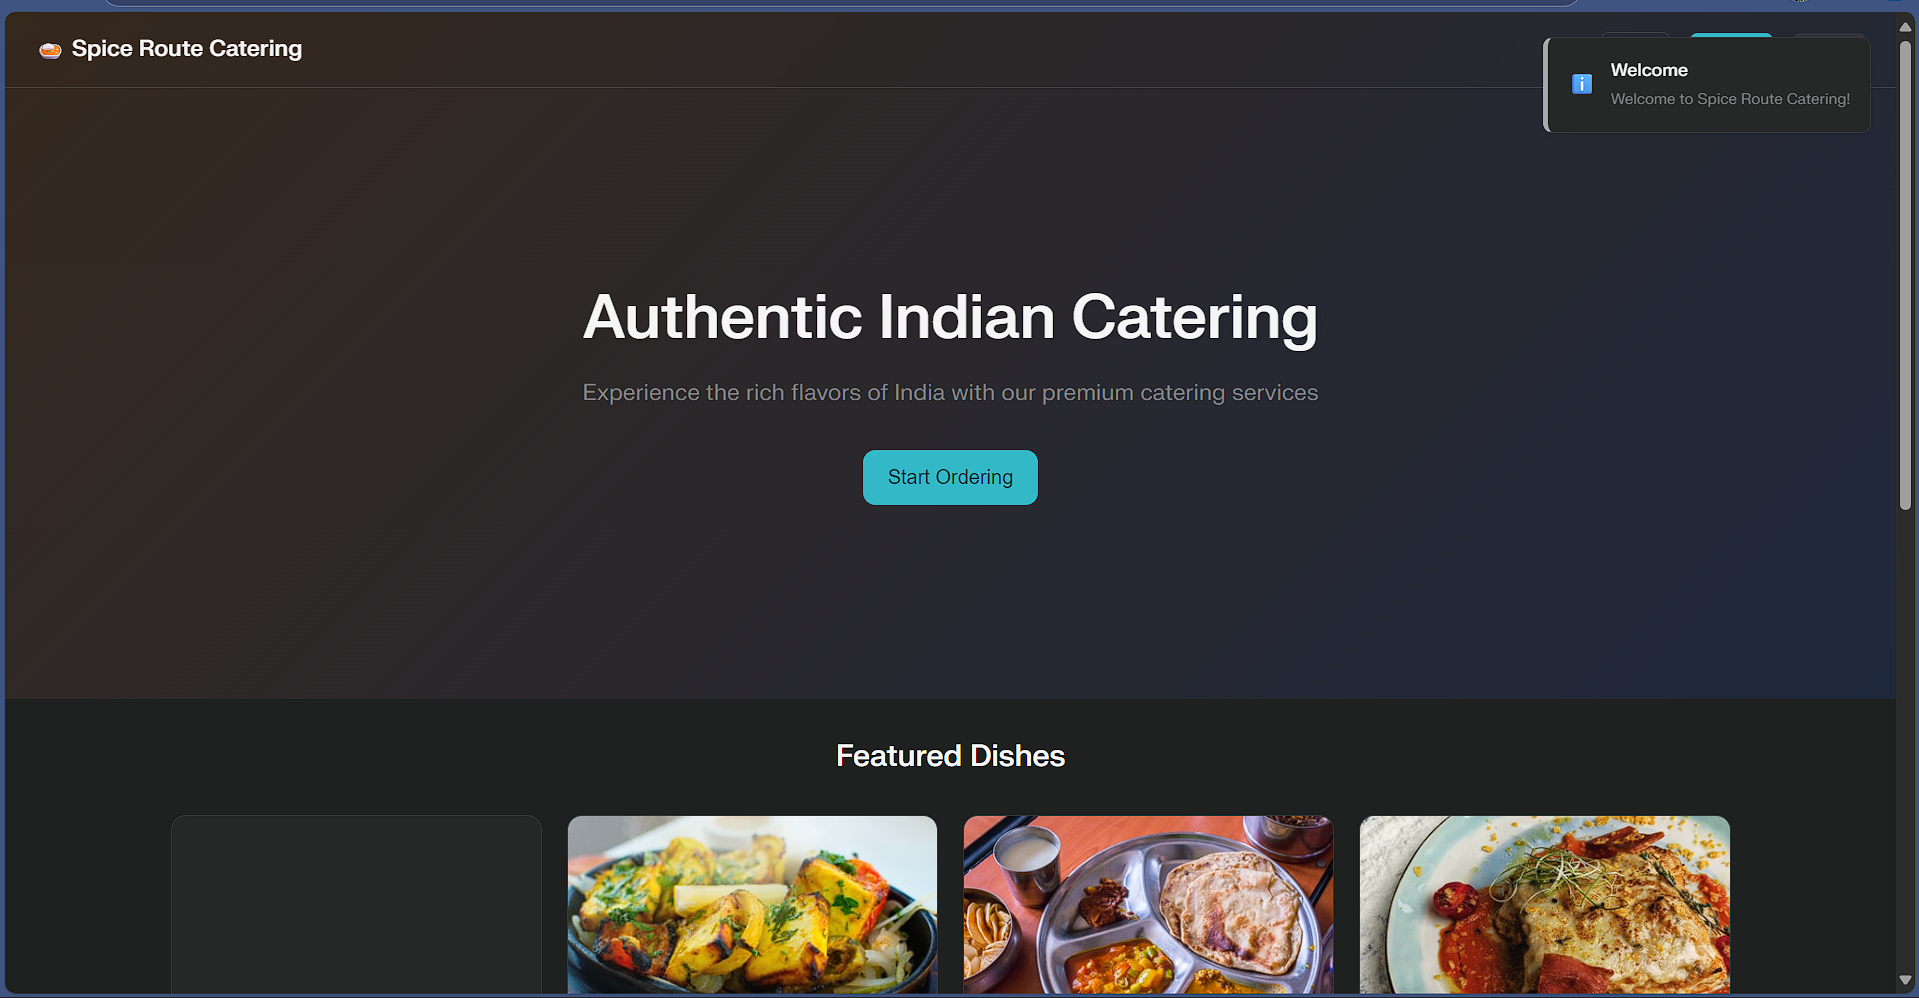 Spice Route Catering
Welcome
Welcome to Spice Route Catering!
Authentic Indian Catering
Experience the rich flavors of India with our premium catering services
Start Ordering
Featured Dishes